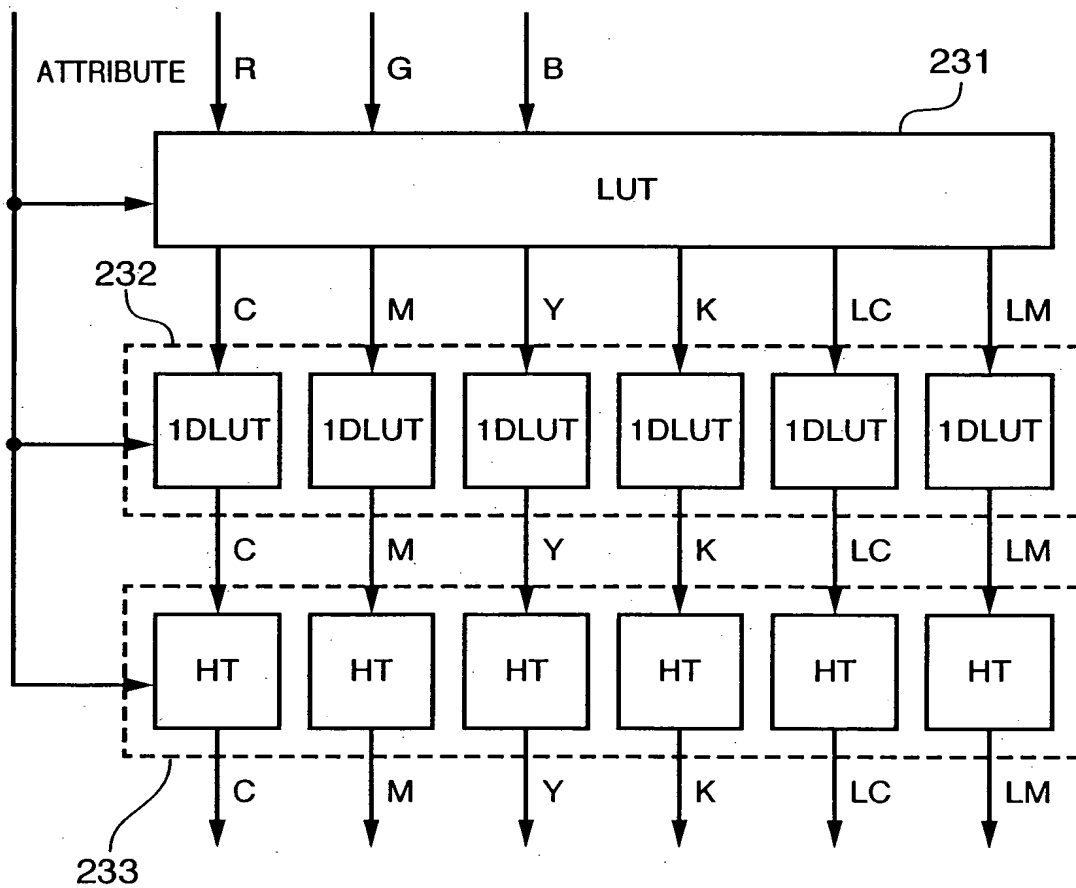 ATTRIBUTE R G B 231
LUT
232
C M Y K LC LM
1DLUT 1DLUT 1DLUT 1DLUT 1DLUT 1DLUT
C M Y K LC LM
HT HT HT HT HT HT
C M Y K LC LM
233